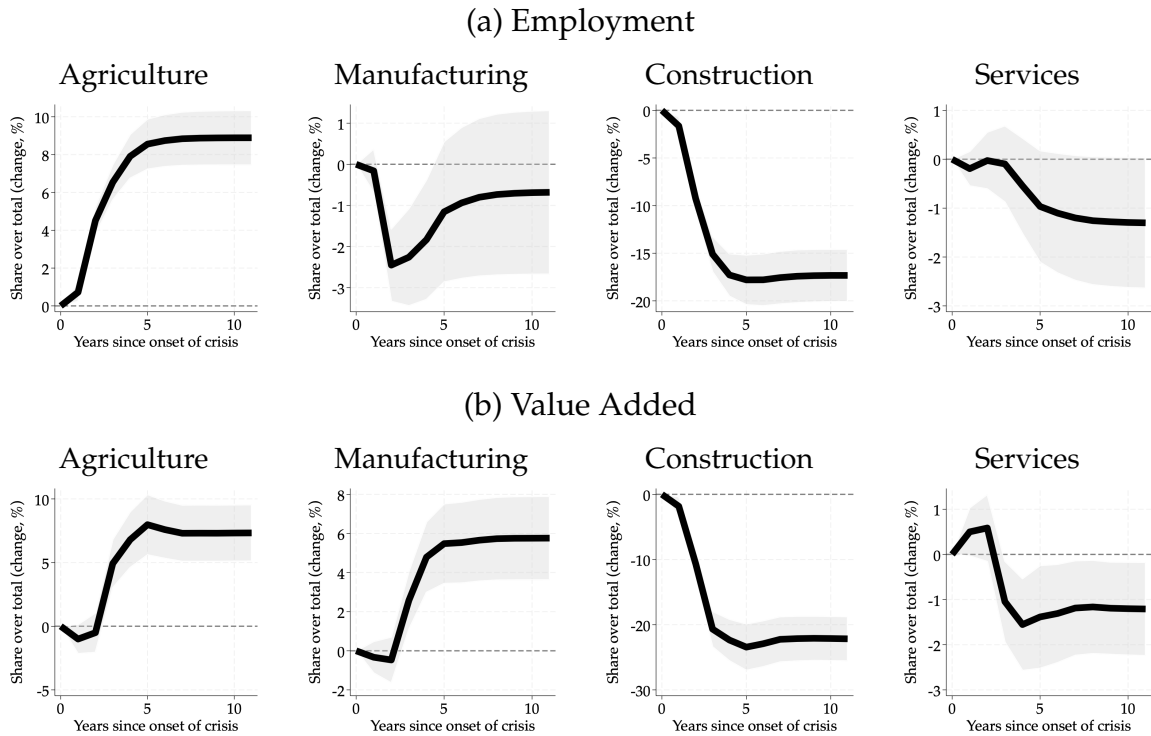 (a) Employment
Agriculture
Manufacturing
Construction
Services
Share over total (change, %)
10
8
6
4
2
0
0
5
10
Years since onset of crisis
Share over total (change, %)
1
0
-1
-2
-3
0
5
10
Years since onset of crisis
Share over total (change, %)
0
-5
-10
-15
-20
0
5
10
Years since onset of crisis
Share over total (change, %)
1
0
-1
-2
-3
0
5
10
Years since onset of crisis
(b) Value Added
Agriculture
Manufacturing
Construction
Services
Share over total (change, %)
10
5
0
-5
0
5
10
Years since onset of crisis
Share over total (change, %)
8
6
4
2
0
-2
0
5
10
Years since onset of crisis
Share over total (change, %)
0
-10
-20
-30
0
5
10
Years since onset of crisis
Share over total (change, %)
1
0
-1
-2
-3
0
5
10
Years since onset of crisis